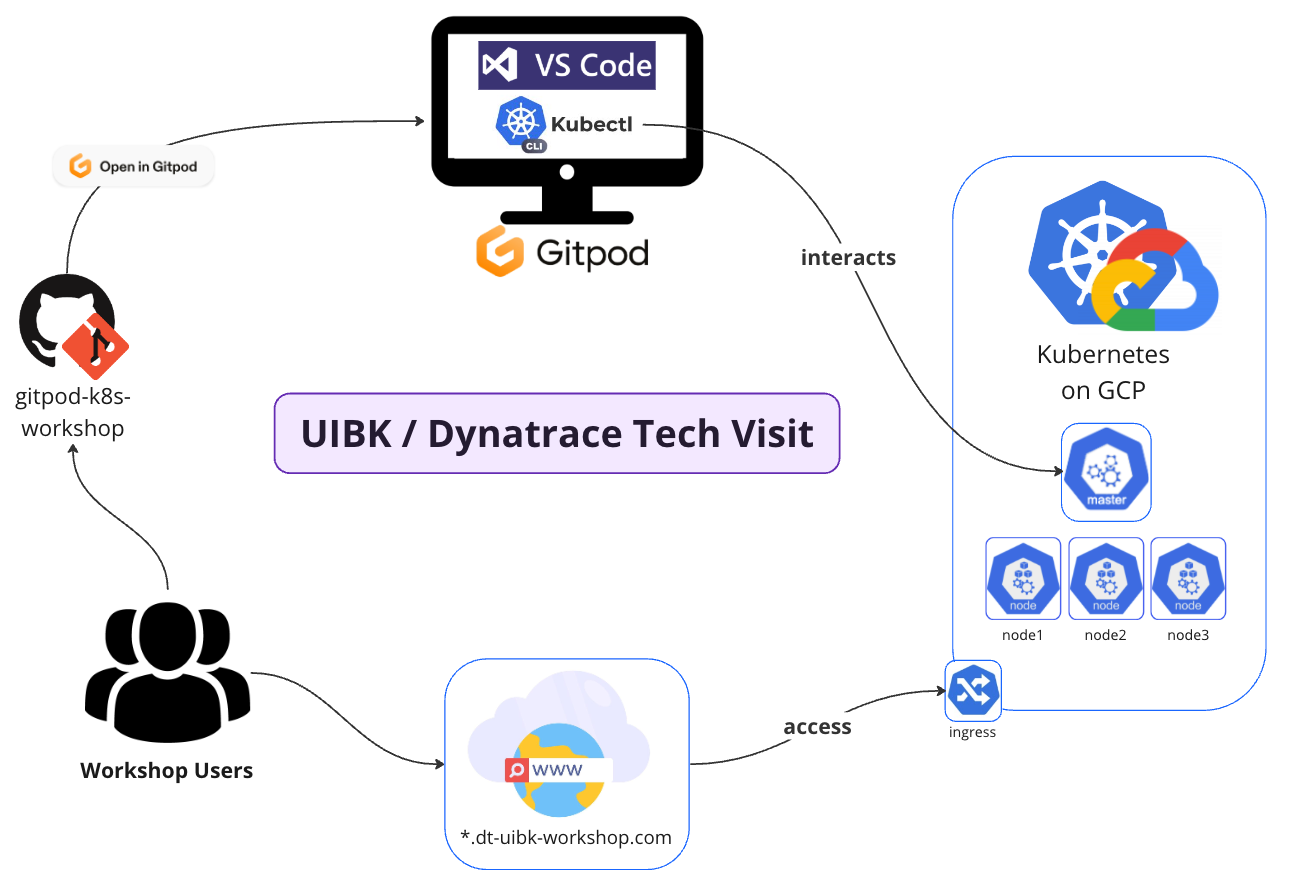 VS Code
Kubectl
CLI
Open in Gitpod
Gitpod
interacts
gitpod-k8s-
workshop
Kubernetes
on GCP
UIBK / Dynatrace Tech Visit
master
node
node
node
node1
node2
node3
ingress
access
Workshop Users
www
*.dt-uibk-workshop.com